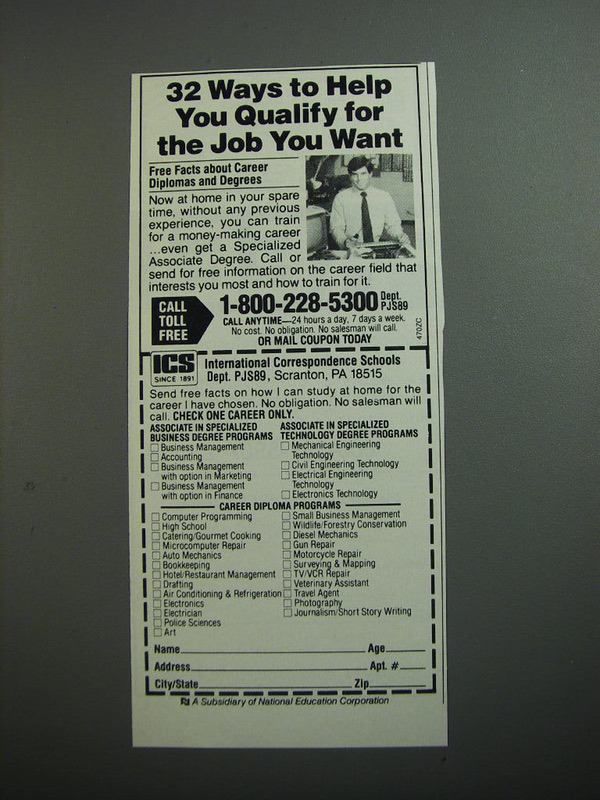 32 Ways to Help
You Qualify for
the Job You Want
Free Facts about Career
Diplomas and Degrees
Now at home in your spare
time, without any previous
experience, you can train
for a money-making career
...even get a Specialized
Associate Degree. Call or
send for free information on the career field that
interests you most and how to train for it.
CALL
TOLL
FREE
1-800-228-5300 Dept. PJS89
CALL ANYTIME—24 hours a day, 7 days a week.
No cost. No obligation. No salesman will call.
OR MAIL COUPON TODAY
470ZC
ICS
SINCE 1891
International Correspondence Schools
Dept. PJS89, Scranton, PA 18515
Send free facts on how I can study at home for the
career I have chosen. No obligation. No salesman will
call. CHECK ONE CAREER ONLY.
ASSOCIATE IN SPECIALIZED
BUSINESS DEGREE PROGRAMS
Business Management
Accounting
Business Management
with option in Marketing
Business Management
with option in Finance
ASSOCIATE IN SPECIALIZED
TECHNOLOGY DEGREE PROGRAMS
Mechanical Engineering
Technology
Civil Engineering Technology
Electrical Engineering
Technology
Electronics Technology
CAREER DIPLOMA PROGRAMS
Computer Programming
High School
Catering/Gourmet Cooking
Microcomputer Repair
Auto Mechanics
Bookkeeping
Hotel/Restaurant Management
Drafting
Air Conditioning & Refrigeration
Electronics
Electrician
Police Sciences
Art
Small Business Management
Wildlife/Forestry Conservation
Diesel Mechanics
Gun Repair
Motorcycle Repair
Surveying & Mapping
TV/VCR Repair
Veterinary Assistant
Travel Agent
Photography
Journalism/Short Story Writing
Name Age
Address Apt. #
City/State Zip
A Subsidiary of National Education Corporation